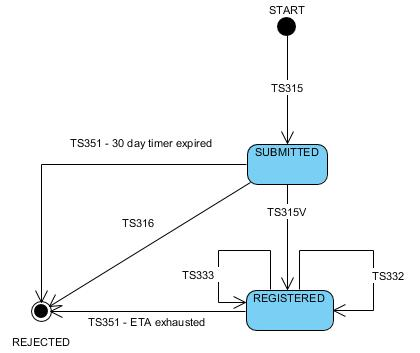 START
TS315
TS351 - 30 day timer expired
SUBMITTED
TS316
TS315V
TS333
TS332
REGISTERED
TS351 - ETA exhausted
REJECTED